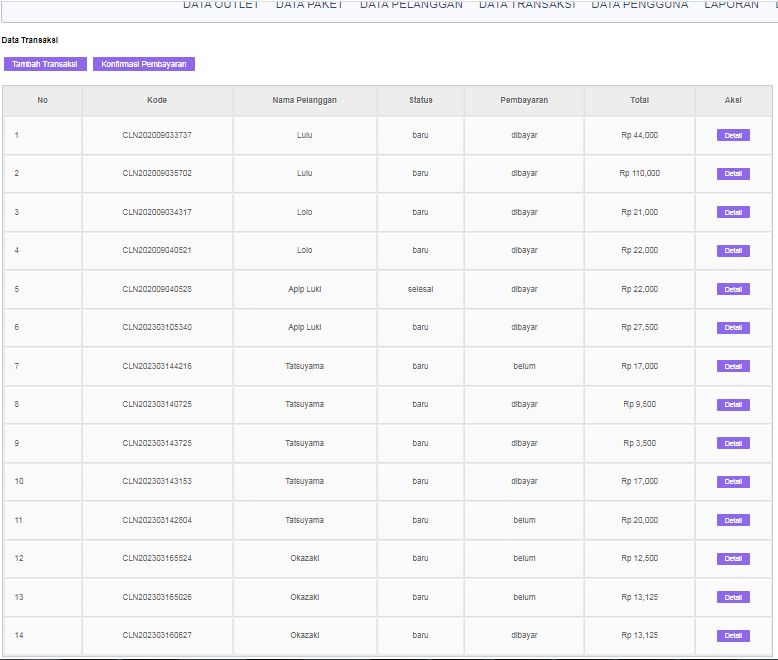 DATA OUTLET DATA PAKET DATA PELANGGAN DATA TRANSAKSI DATA PENGGUNA LAPORAN
Data Transaksi
Tambah Transaksi Konfirmasi Pembayaran
No Kode Nama Pelanggan Status Pembayaran Total Aksi
1 CLN202009033737 Lulu baru dibayar Rp 44,000 Detail
2 CLN202009035702 Lulu baru dibayar Rp 110,000 Detail
3 CLN202009034317 Lolo baru dibayar Rp 21,000 Detail
4 CLN202009040521 Lolo baru dibayar Rp 22,000 Detail
5 CLN202009040528 Apip Luki selesai dibayar Rp 22,000 Detail
6 CLN202303105340 Apip Luki baru dibayar Rp 27,500 Detail
7 CLN202303144216 Tatsuyama baru belum Rp 17,000 Detail
8 CLN202303140725 Tatsuyama baru dibayar Rp 9,500 Detail
9 CLN202303143725 Tatsuyama baru dibayar Rp 3,500 Detail
10 CLN202303143153 Tatsuyama baru dibayar Rp 17,000 Detail
11 CLN202303142804 Tatsuyama baru belum Rp 20,000 Detail
12 CLN202303165524 Okazaki baru belum Rp 12,500 Detail
13 CLN202303165026 Okazaki baru belum Rp 13,125 Detail
14 CLN202303160627 Okazaki baru dibayar Rp 13,125 Detail